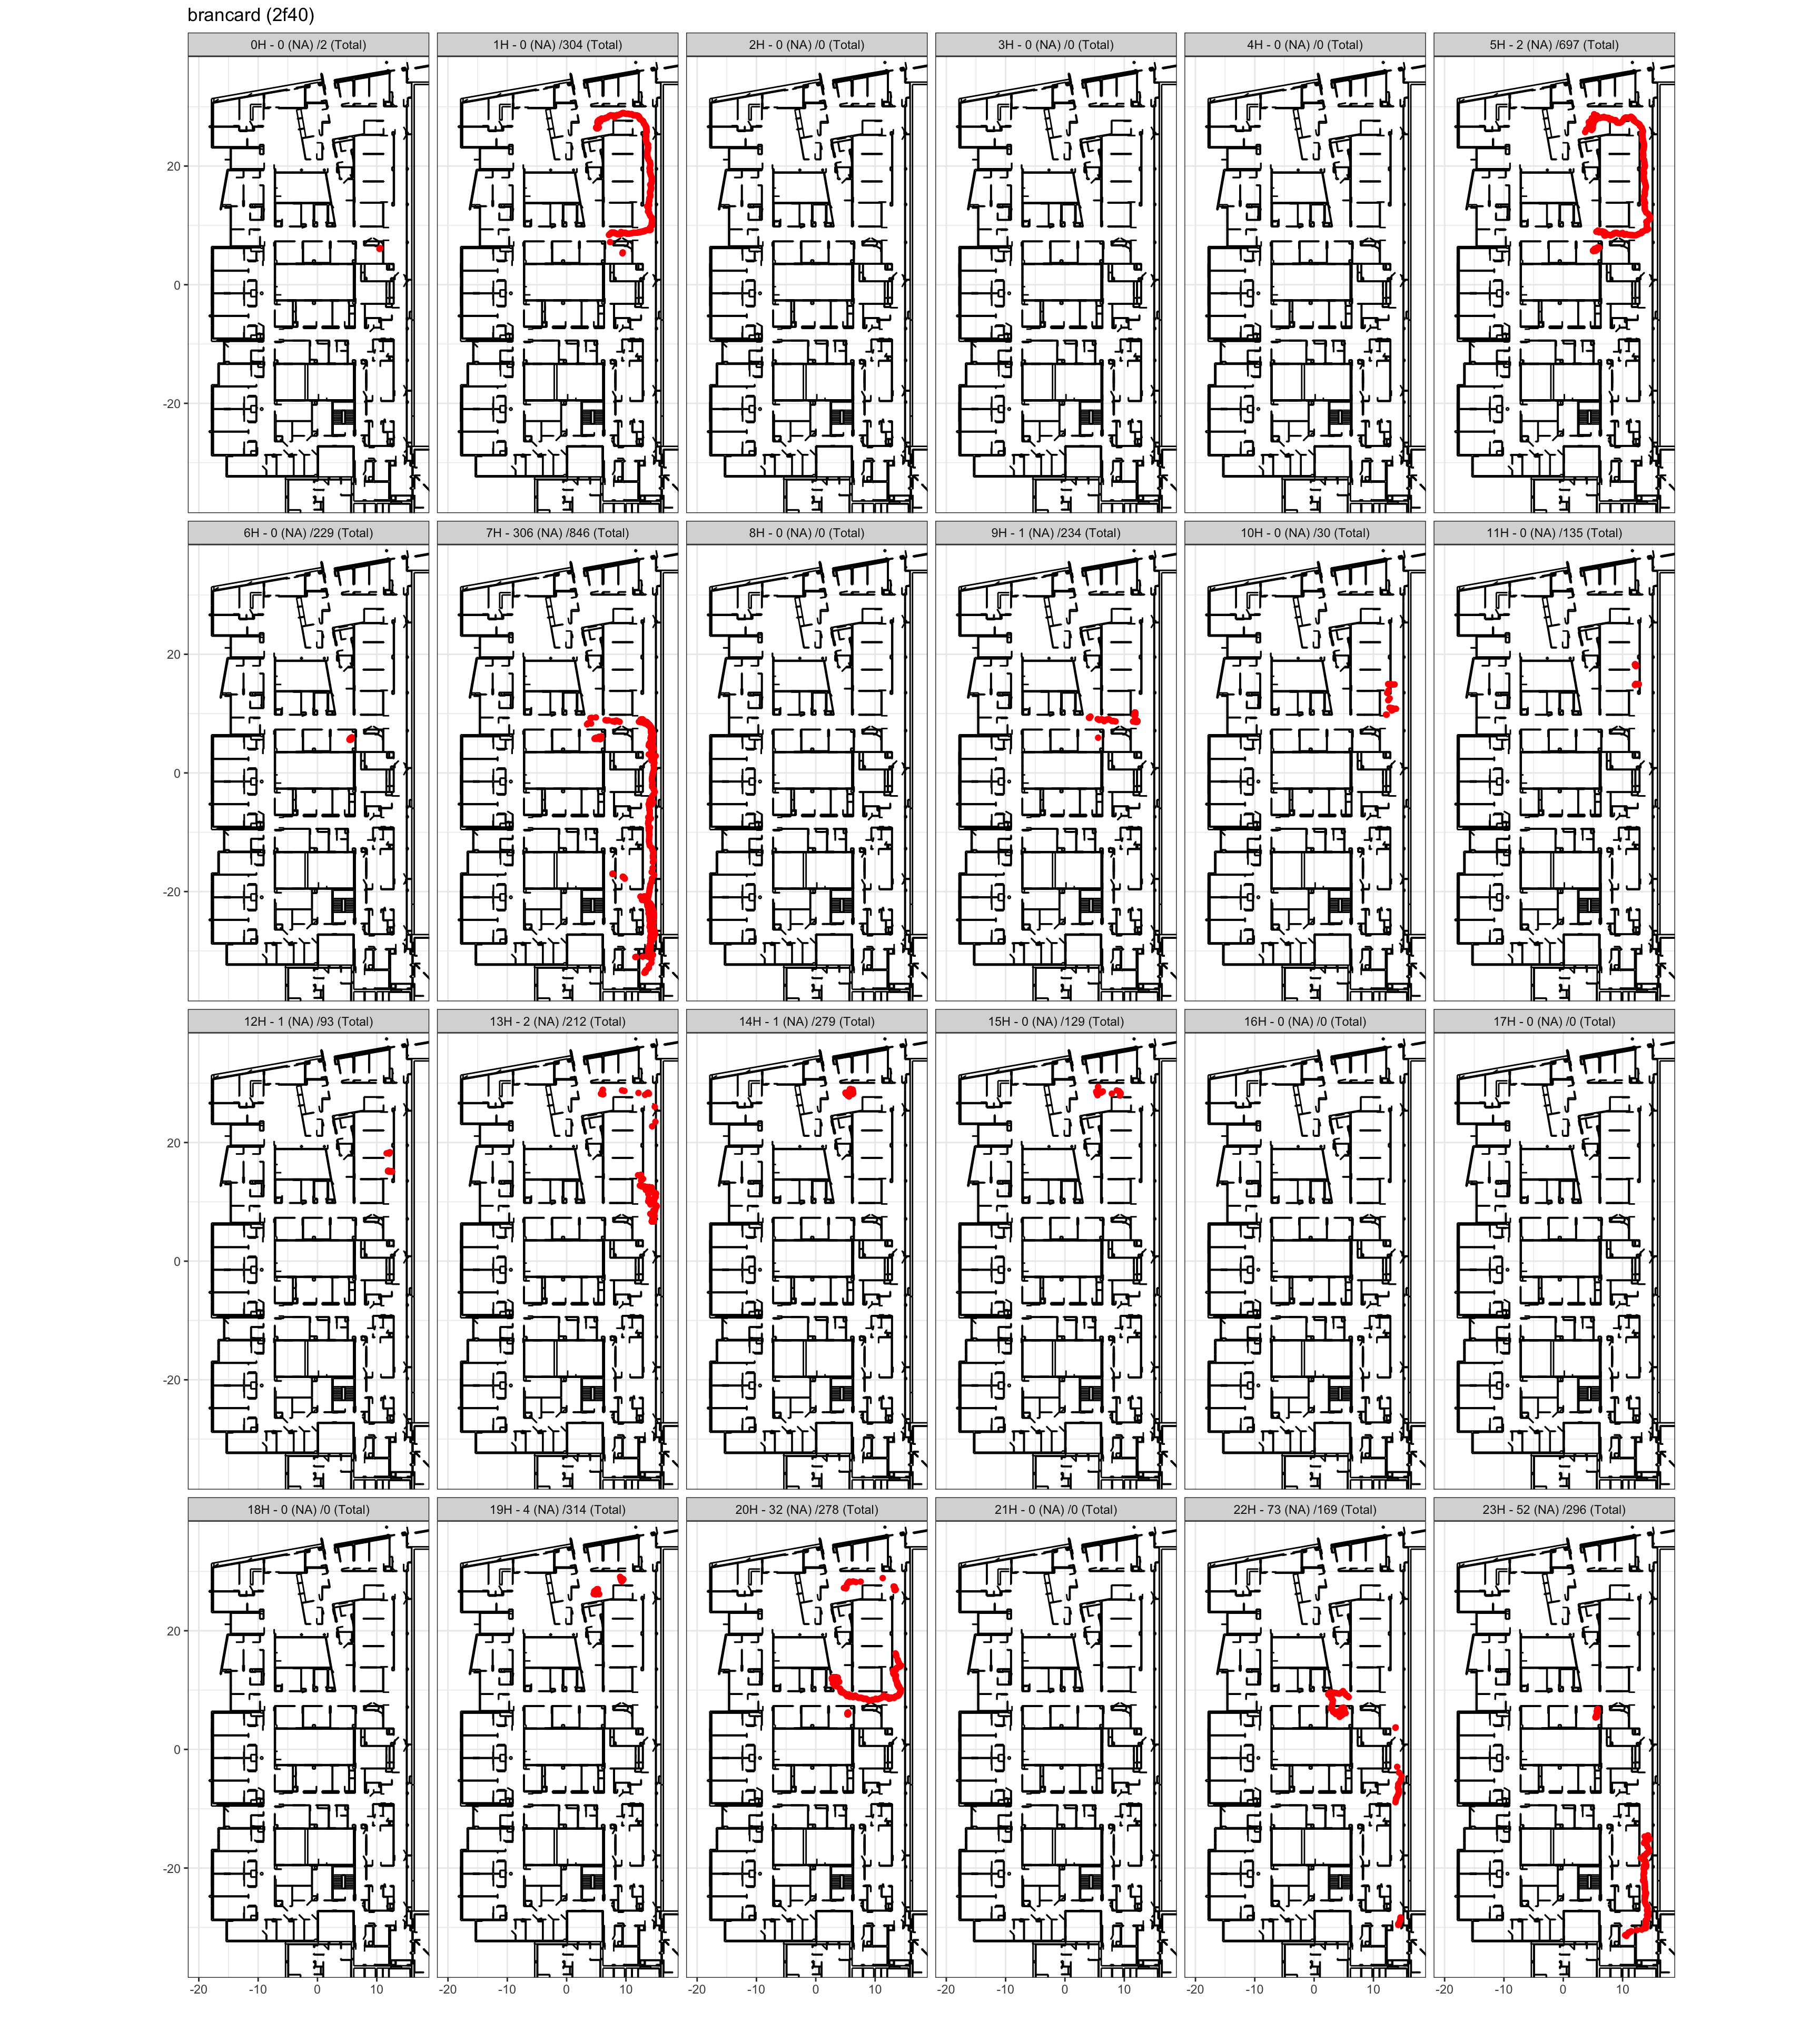 brancard (2f40)
0H - 0 (NA) /2 (Total)
1H - 0 (NA) /304 (Total)
2H - 0 (NA) /0 (Total)
3H - 0 (NA) /0 (Total)
4H - 0 (NA) /0 (Total)
5H - 2 (NA) /697 (Total)
20
0
-20
6H - 0 (NA) /229 (Total)
7H - 306 (NA) /846 (Total)
8H - 0 (NA) /0 (Total)
9H - 1 (NA) /234 (Total)
10H - 0 (NA) /30 (Total)
11H - 0 (NA) /135 (Total)
20
0
-20
12H - 1 (NA) /93 (Total)
13H - 2 (NA) /212 (Total)
14H - 1 (NA) /279 (Total)
15H - 0 (NA) /129 (Total)
16H - 0 (NA) /0 (Total)
17H - 0 (NA) /0 (Total)
20
0
-20
18H - 0 (NA) /0 (Total)
19H - 4 (NA) /314 (Total)
20H - 32 (NA) /278 (Total)
21H - 0 (NA) /0 (Total)
22H - 73 (NA) /169 (Total)
23H - 52 (NA) /296 (Total)
20
0
-20
-20 -10 0 10
-20 -10 0 10
-20 -10 0 10
-20 -10 0 10
-20 -10 0 10
-20 -10 0 10